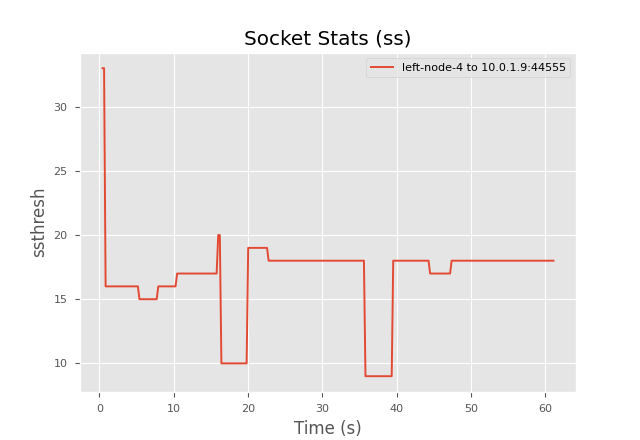 Socket Stats (ss)
left-node-4 to 10.0.1.9:44555
ssthresh
30
25
20
15
10
0 10 20 30 40 50 60
Time (s)